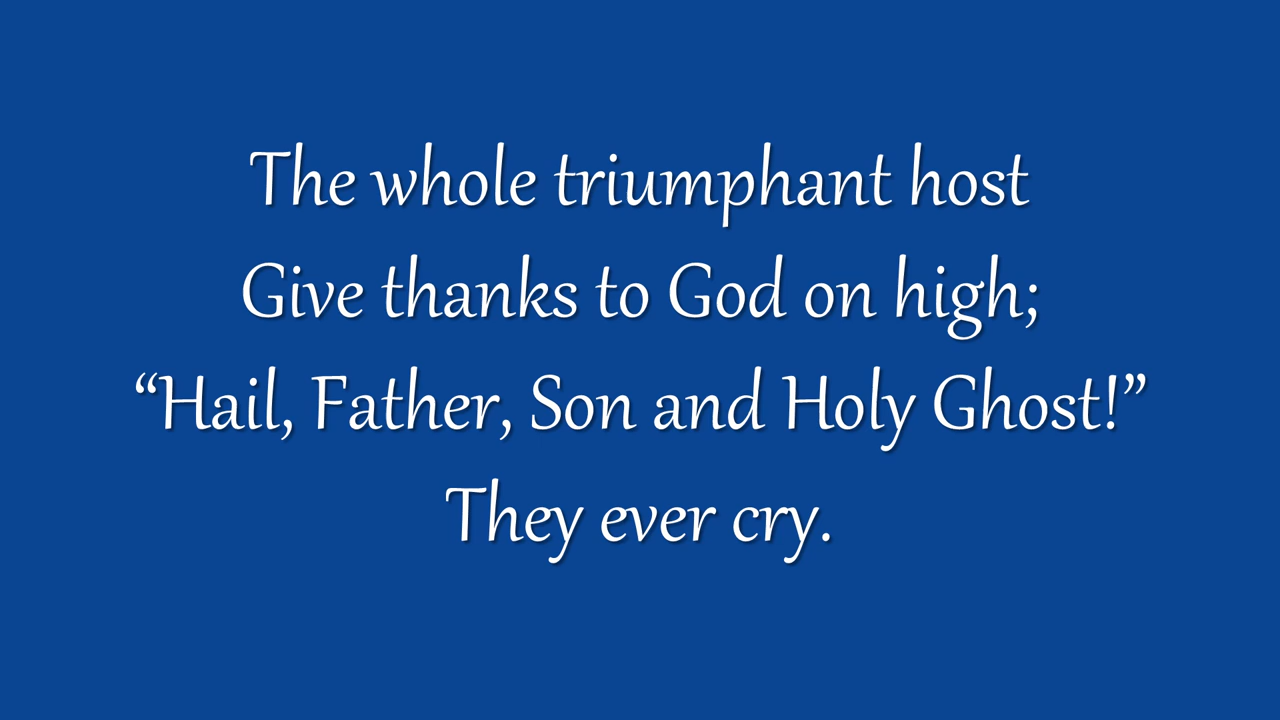 The whole triumphant host
Give thanks to God on high;
“Hail, Father, Son and Holy Ghost!”
They ever cry.